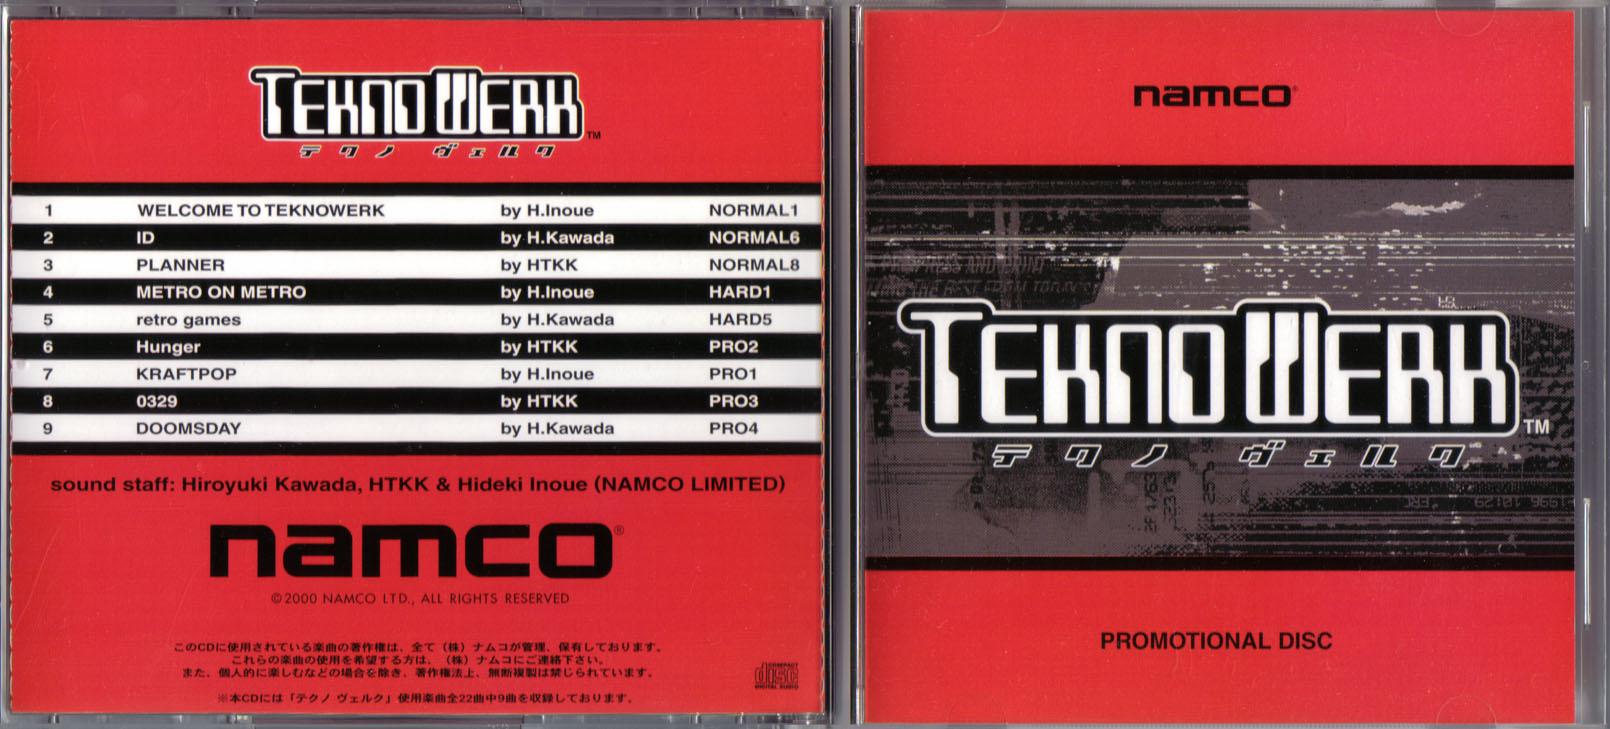 TEKNOWERK™
テクノ ヴェルク
1 WELCOME TO TEKNOWERK by H.Inoue NORMAL1
2 ID by H.Kawada NORMAL6
3 PLANNER by HTKK NORMAL8
4 METRO ON METRO by H.Inoue HARD1
5 retro games by H.Kawada HARD5
6 Hunger by HTKK PRO2
7 KRAFTPOP by H.Inoue PRO1
8 0329 by HTKK PRO3
9 DOOMSDAY by H.Kawada PRO4
sound staff: Hiroyuki Kawada, HTKK & Hideki Inoue (NAMCO LIMITED)
namco®
©2000 NAMCO LTD., ALL RIGHTS RESERVED
このCDに使用されている楽曲の著作権は、全て（株）ナムコが管理、保有しております。
これらの楽曲の使用を希望する方は、（株）ナムコにご連絡下さい。
また、個人的に楽しむなどの場合を除き、著作権法上、無断複製は禁じられています。
※本CDには「テクノ ヴェルク」使用楽曲全22曲中9曲を収録しております。
COMPACT
disc
DIGITAL AUDIO
namco®
TEKNOWERK™
テクノ ヴェルク
PROMOTIONAL DISC